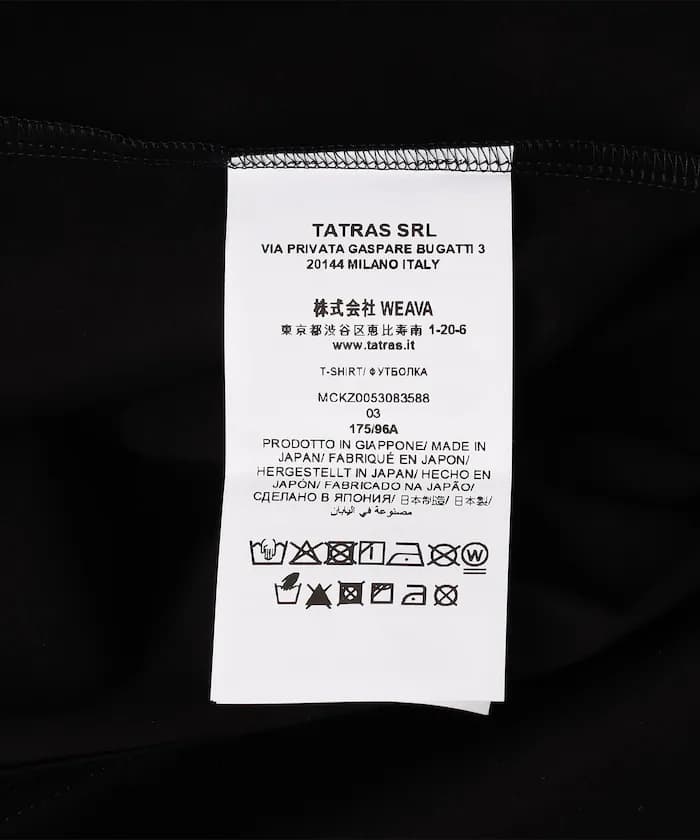 TATRAS SRL
VIA PRIVATA GASPARE BUGATTI 3
20144 MILANO ITALY
株式会社 WEAVA
東京都渋谷区恵比寿南 1-20-6
www.tatras.it
T-SHIRT/ ФУТБОЛКА
MCKZ0053083588
03
175/96A
PRODOTTO IN GIAPPONE/ MADE IN
JAPAN/ FABRIQUÉ EN JAPON/
HERGESTELLT IN JAPAN/ HECHO EN
JAPÓN/ FABRICADO NA JAPÃO/
СДЕЛАНО В ЯПОНИЯ/ 日本制造/ 日本製/
مصنوعة في اليابان
W